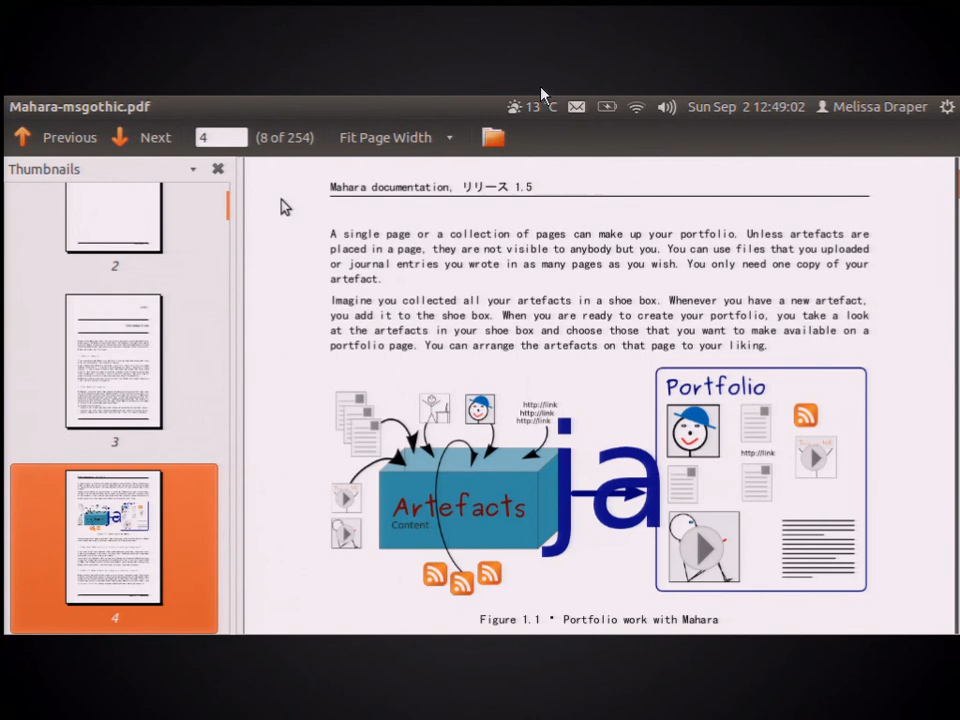 Mahara-msgothic.pdf
13 °C
Sun Sep 2 12:49:02
Melissa Draper
Previous
Next
4
(8 of 254)
Fit Page Width
Thumbnails
2
3
4
Mahara documentation, リリース 1.5
A single page or a collection of pages can make up your portfolio. Unless artefacts are
placed in a page, they are not visible to anybody but you. You can use files that you uploaded
or journal entries you wrote in as many pages as you wish. You only need one copy of your
artefact.
Imagine you collected all your artefacts in a shoe box. Whenever you have a new artefact,
you add it to the shoe box. When you are ready to create your portfolio, you take a look
at the artefacts in your shoe box and choose those that you want to make available on a
portfolio page. You can arrange the artefacts on that page to your liking.
http://link
http://link
http://link
Artefacts
Content
ja
Portfolio
http://link
Figure 1.1 • Portfolio work with Mahara